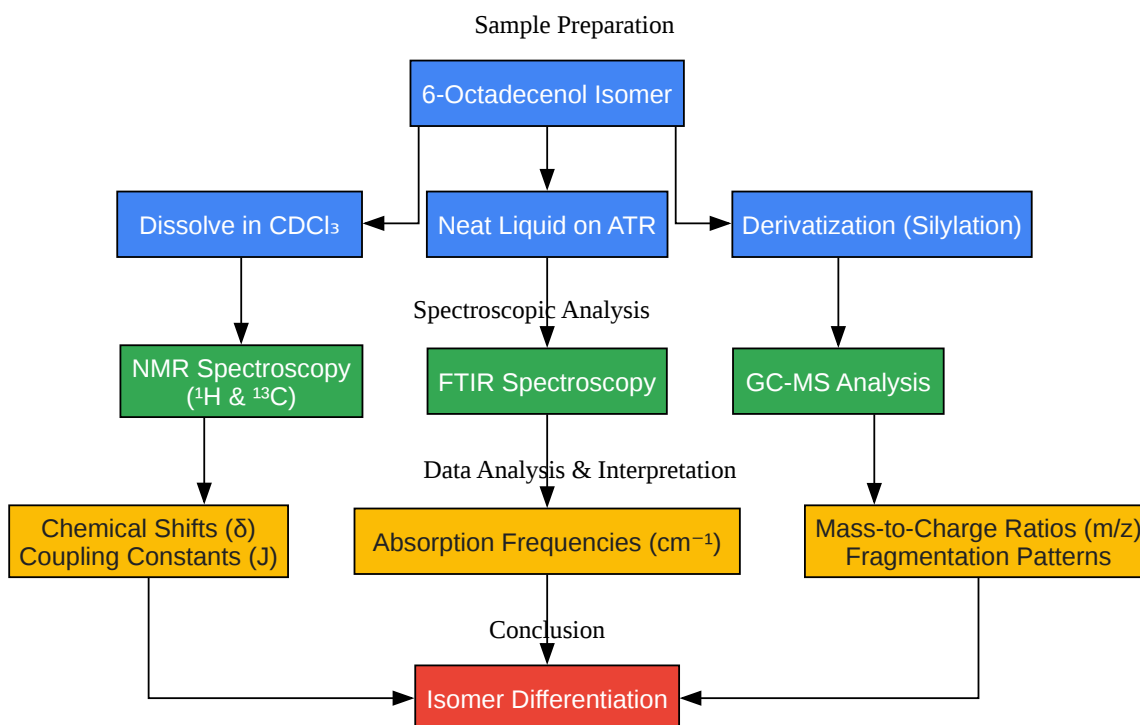 Sample Preparation
6-Octadecenol Isomer
Dissolve in CDCl₃
Neat Liquid on ATR
Derivatization (Silylation)
Spectroscopic Analysis
NMR Spectroscopy
(¹H & ¹³C)
FTIR Spectroscopy
GC-MS Analysis
Data Analysis & Interpretation
Chemical Shifts (δ)
Coupling Constants (J)
Absorption Frequencies (cm⁻¹)
Mass-to-Charge Ratios (m/z)
Fragmentation Patterns
Conclusion
Isomer Differentiation